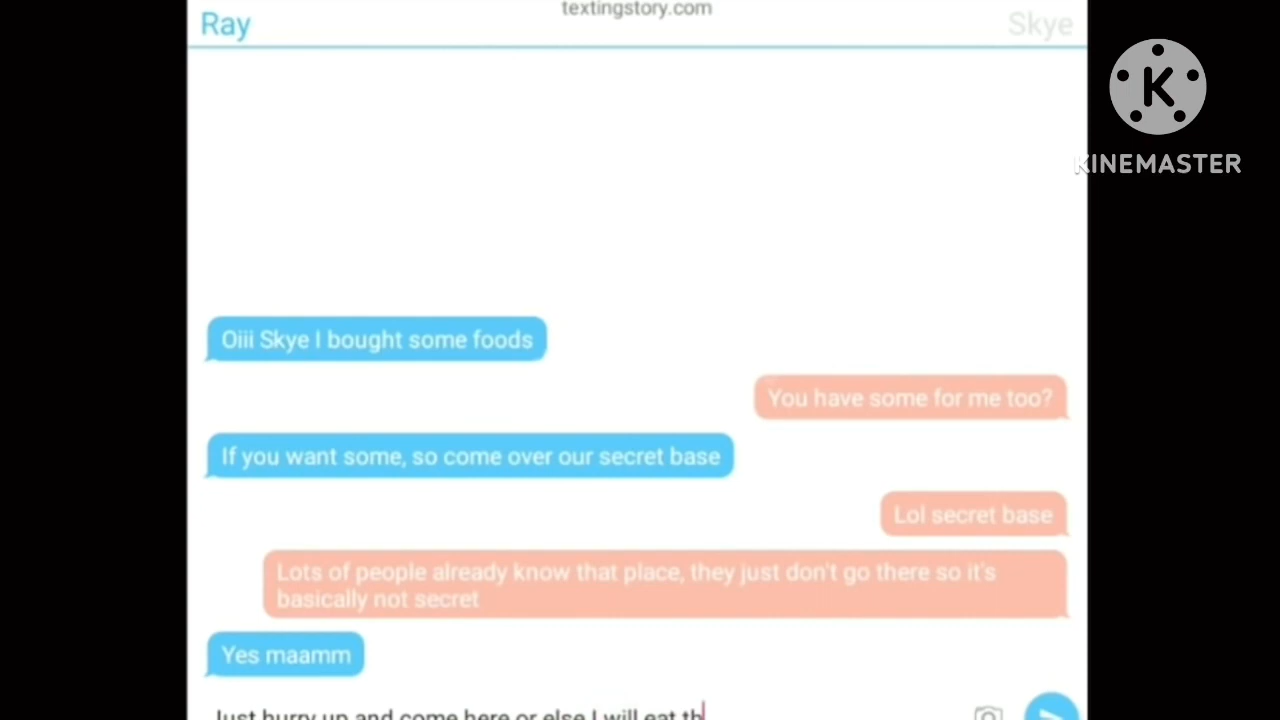 textingstory.com
Ray
Skye
KINEMASTER
Oiii Skye I bought some foods
You have some for me too?
If you want some, so come over our secret base
Lol secret base
Lots of people already know that place, they just don't go there so it's
basically not secret
Yes maamm
Just hurry up and come here or else I will eat th